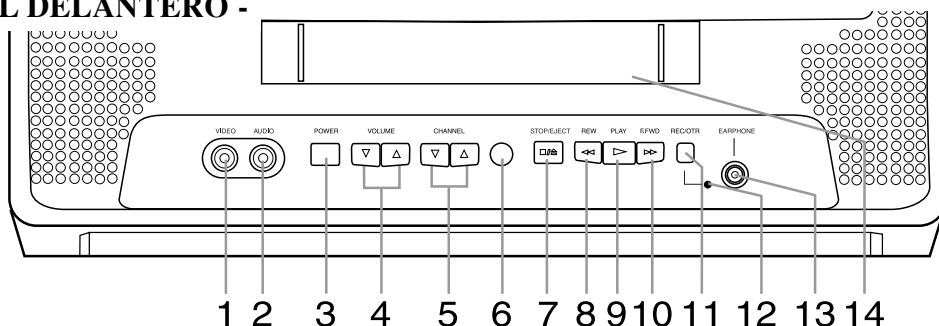 L DELANTERO -
VIDEO AUDIO POWER VOLUME CHANNEL STOP/EJECT REW PLAY F.FWD REC/OTR EARPHONE
1 2 3 4 5 6 7 8 9 10 11 12 13 14